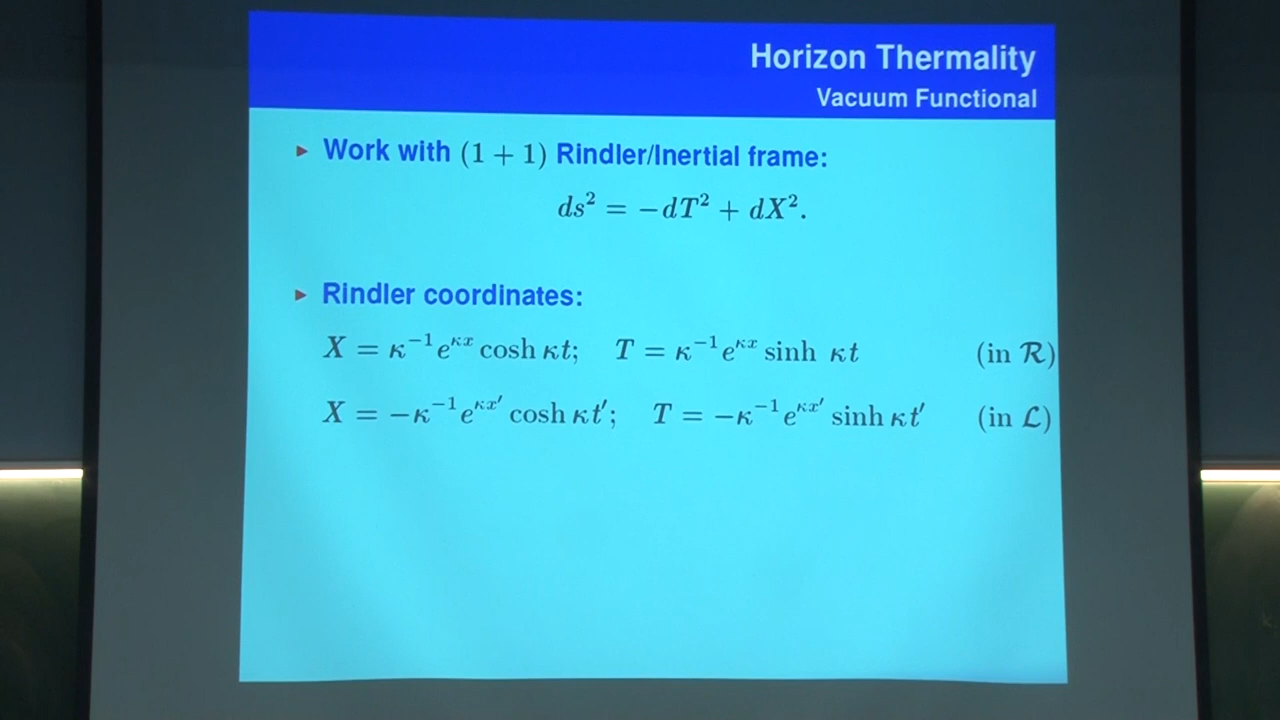 Horizon Thermality
Vacuum Functional
▸ Work with (1 + 1) Rindler/Inertial frame:
ds² = −dT² + dX².
▸ Rindler coordinates:
X = κ⁻¹e^{κx} cosh κt; T = κ⁻¹e^{κx} sinh κt (in ℛ)
X = −κ⁻¹e^{κx′} cosh κt′; T = −κ⁻¹e^{κx′} sinh κt′ (in ℒ)